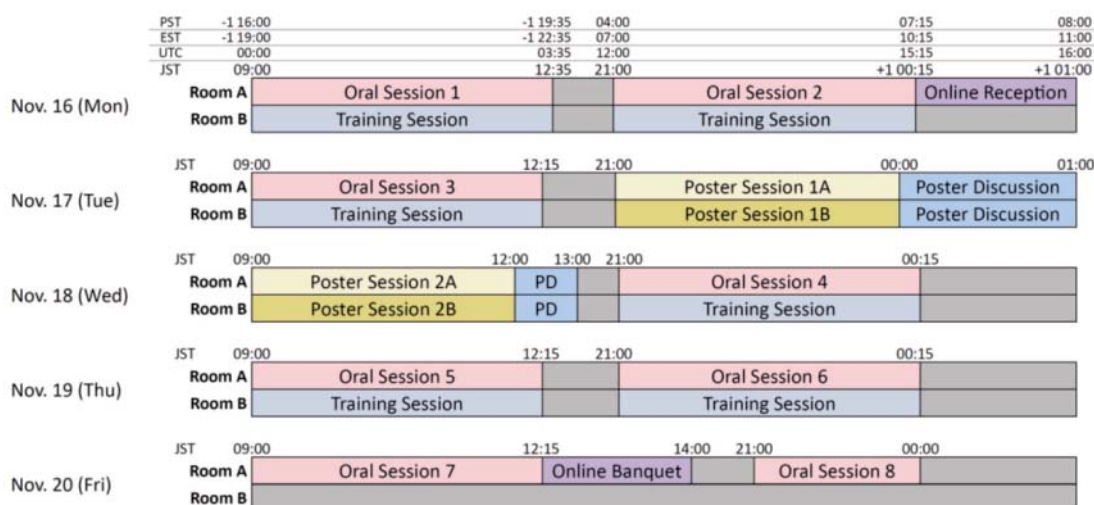 PST -1 16:00 -1 19:35 04:00 07:15 08:00
EST -1 19:00 -1 22:35 07:00 10:15 11:00
UTC 00:00 03:35 12:00 15:15 16:00
JST 09:00 12:35 21:00 +1 00:15 +1 01:00
Nov. 16 (Mon)
Room A Oral Session 1 Oral Session 2 Online Reception
Room B Training Session Training Session
JST 09:00 12:15 21:00 00:00 01:00
Nov. 17 (Tue)
Room A Oral Session 3 Poster Session 1A Poster Discussion
Room B Training Session Poster Session 1B Poster Discussion
JST 09:00 12:00 13:00 21:00 00:15
Nov. 18 (Wed)
Room A Poster Session 2A PD Oral Session 4
Room B Poster Session 2B PD Training Session
JST 09:00 12:15 21:00 00:15
Nov. 19 (Thu)
Room A Oral Session 5 Oral Session 6
Room B Training Session Training Session
JST 09:00 12:15 14:00 21:00 00:00
Nov. 20 (Fri)
Room A Oral Session 7 Online Banquet Oral Session 8
Room B